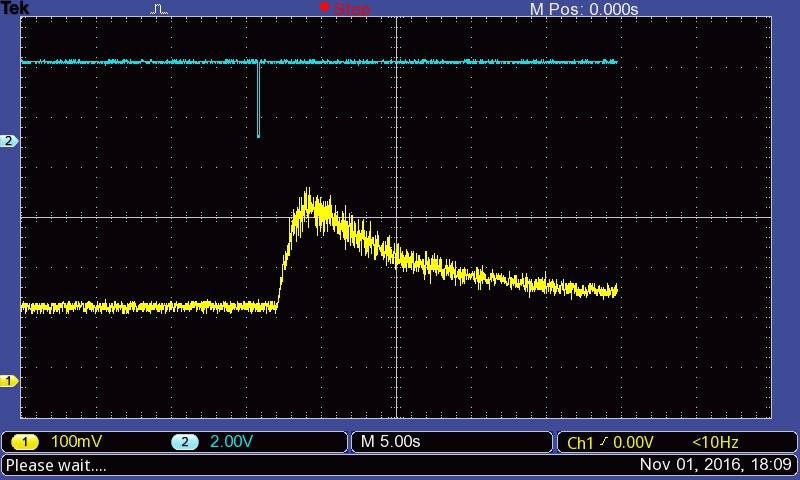 Tek Stop M Pos: 0.000s
2
1
1 100mV 2 2.00V M 5.00s Ch1 0.00V <10Hz
Please wait.... Nov 01, 2016, 18:09